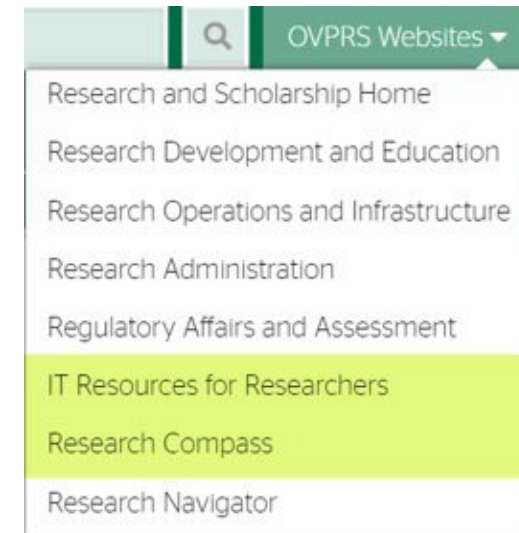 OVPRS Websites
Research and Scholarship Home
Research Development and Education
Research Operations and Infrastructure
Research Administration
Regulatory Affairs and Assessment
IT Resources for Researchers
Research Compass
Research Navigator